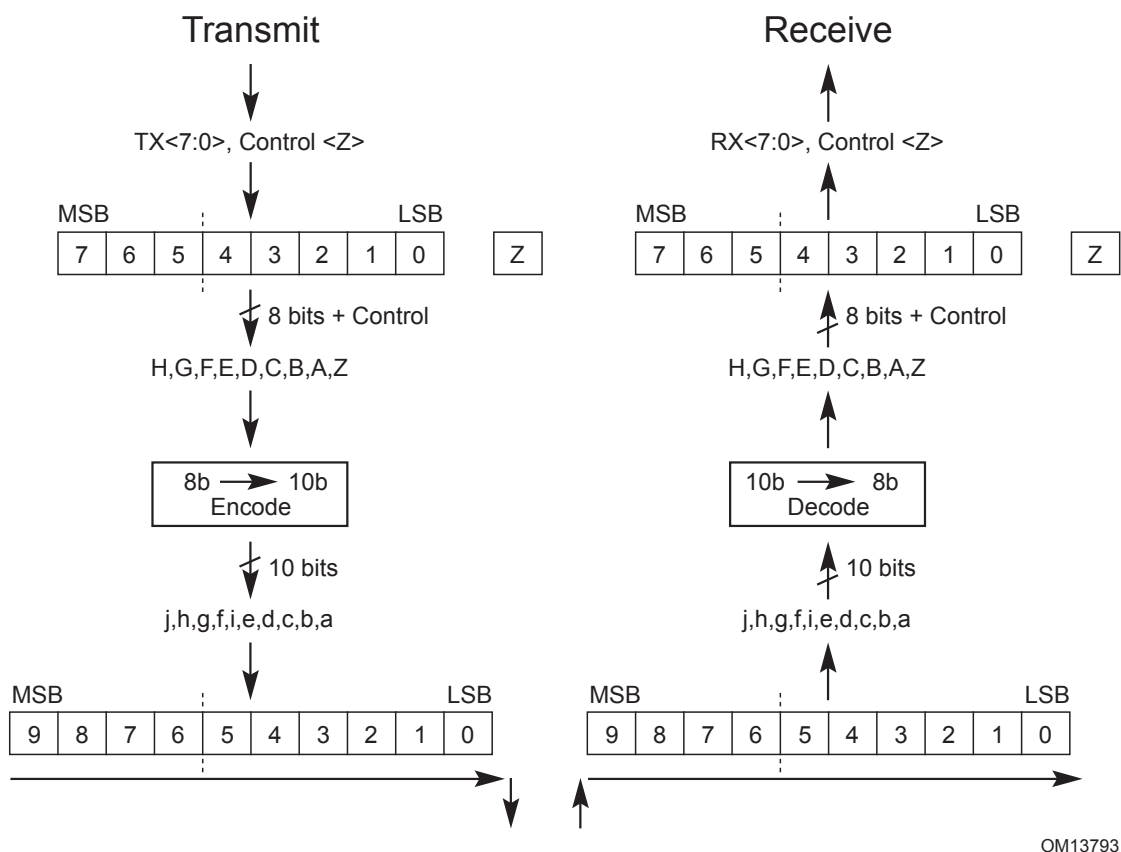 Transmit
TX<7:0>, Control <Z>
MSB LSB
7 6 5 4 3 2 1 0 Z
8 bits + Control
H,G,F,E,D,C,B,A,Z
8b 10b
Encode
10 bits
j,h,g,f,i,e,d,c,b,a
MSB LSB
9 8 7 6 5 4 3 2 1 0
Receive
RX<7:0>, Control <Z>
MSB LSB
7 6 5 4 3 2 1 0 Z
8 bits + Control
H,G,F,E,D,C,B,A,Z
10b 8b
Decode
10 bits
j,h,g,f,i,e,d,c,b,a
MSB LSB
9 8 7 6 5 4 3 2 1 0
OM13793